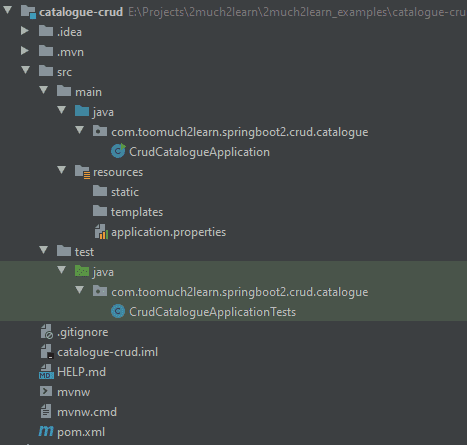 catalogue-crud E:\Projects\2much2learn\2much2learn_examples\catalogue-cru
.idea
.mvn
src
main
java
com.toomuch2learn.springboot2.crud.catalogue
CrudCatalogueApplication
resources
static
templates
application.properties
test
java
com.toomuch2learn.springboot2.crud.catalogue
CrudCatalogueApplicationTests
.gitignore
catalogue-crud.iml
HELP.md
mvnw
mvnw.cmd
pom.xml